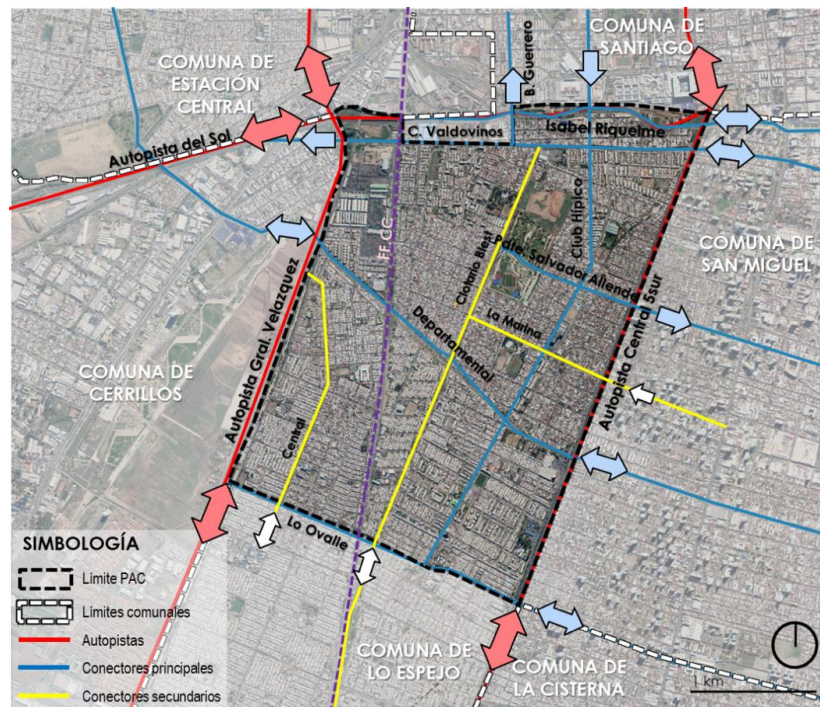 COMUNA DE
SANTIAGO
COMUNA DE
ESTACIÓN
CENTRAL
B. Guerrero
Autopista del Sol
C. Valdovinos
Isabel Riquelme
FF.CC.
Clotario Blest
Club Hípico
Pdte. Salvador Allende
COMUNA DE
SAN MIGUEL
Autopista Gral. Velazquez
La Marina
Departamental
Autopista Central 5sur
COMUNA DE
CERRILLOS
Central
Lo Ovalle
SIMBOLOGÍA
Límite PAC
Límites comunales
Autopistas
Conectores principales
Conectores secundarios
COMUNA DE
LO ESPEJO
COMUNA DE
LA CISTERNA
1 km